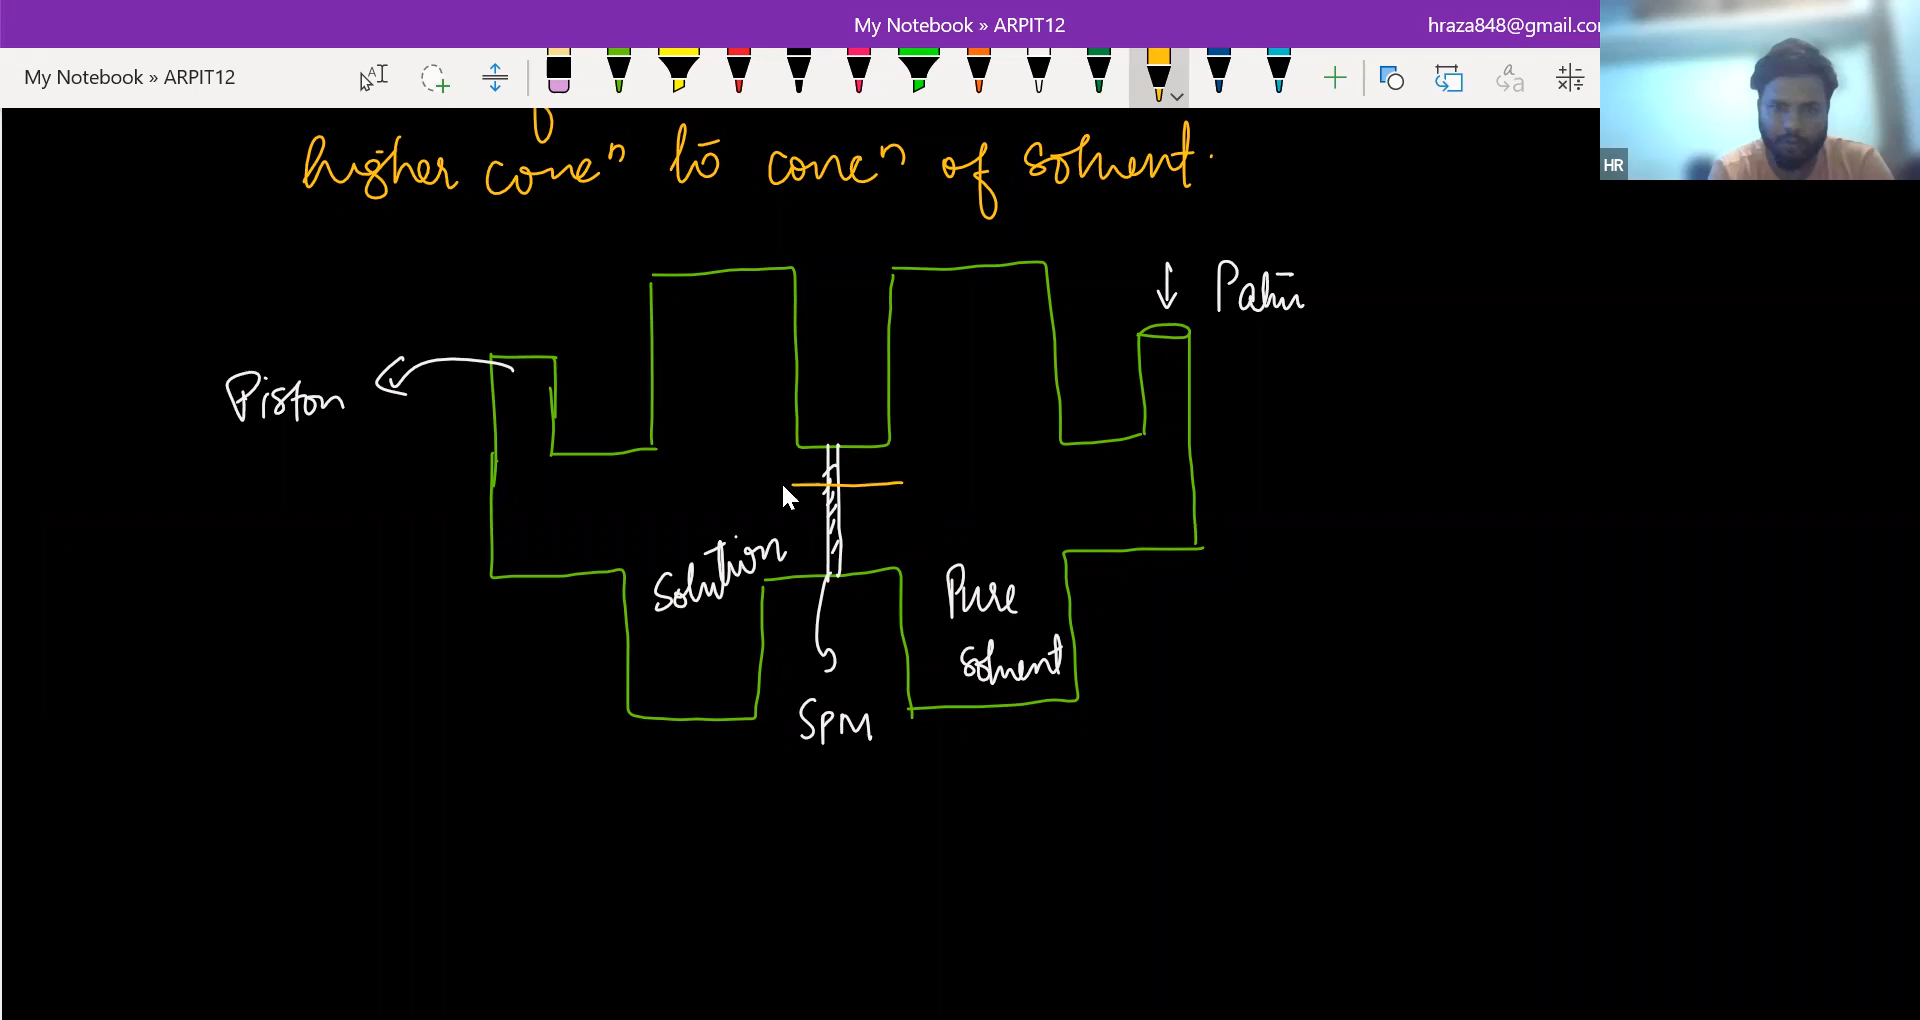 My Notebook » ARPIT12
hraza848@gmail.co
My Notebook » ARPIT12
HR
higher concⁿ to concⁿ of solvent.
Patm
Piston
Solution
Pure
solvent
SPM